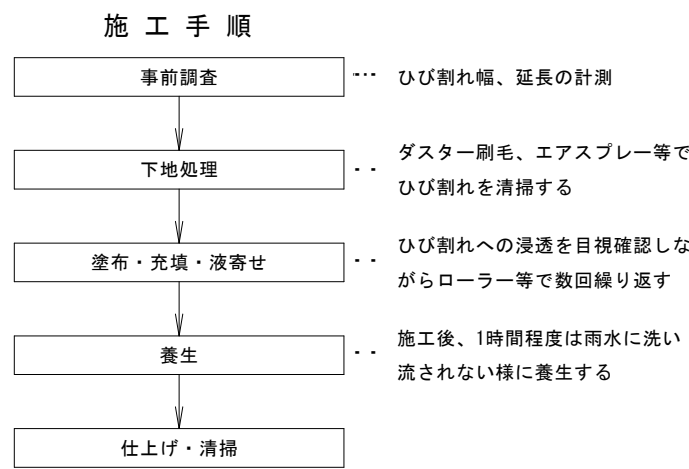 施工手順
事前調査
ひび割れ幅、延長の計測
下地処理
ダスター刷毛、エアスプレー等で
ひび割れを清掃する
塗布・充填・液寄せ
ひび割れへの浸透を目視確認しな
がらローラー等で数回繰り返す
養生
施工後、1時間程度は雨水に洗い
流されない様に養生する
仕上げ・清掃